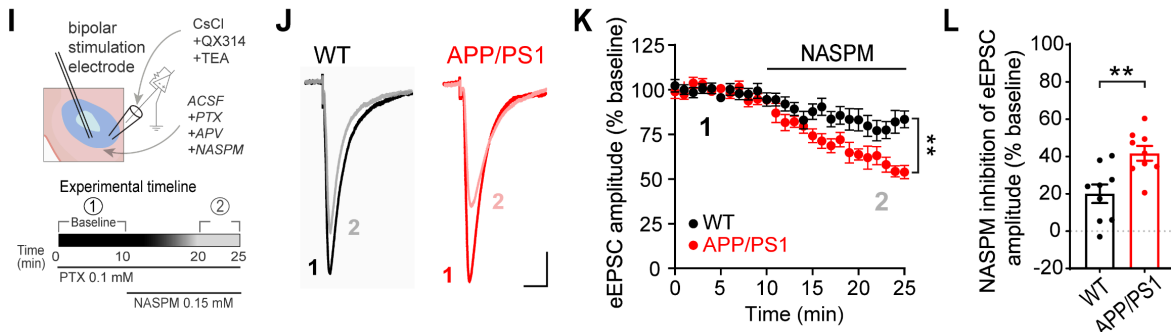 I
bipolar
stimulation
electrode
CsCl
+QX314
+TEA
ACSF
+PTX
+APV
+NASPM
Experimental timeline
1
2
Baseline
Time
(min)
0
10
20
25
PTX 0.1 mM
NASPM 0.15 mM
J
WT
APP/PS1
2
2
1
1
K
eEPSC amplitude (% baseline)
125
100
75
50
25
0
NASPM
1
2
**
WT
APP/PS1
0
5
10
15
20
25
Time (min)
L
NASPM inhibition of eEPSC
amplitude (% baseline)
100
80
60
40
20
0
-20
**
WT
APP/PS1